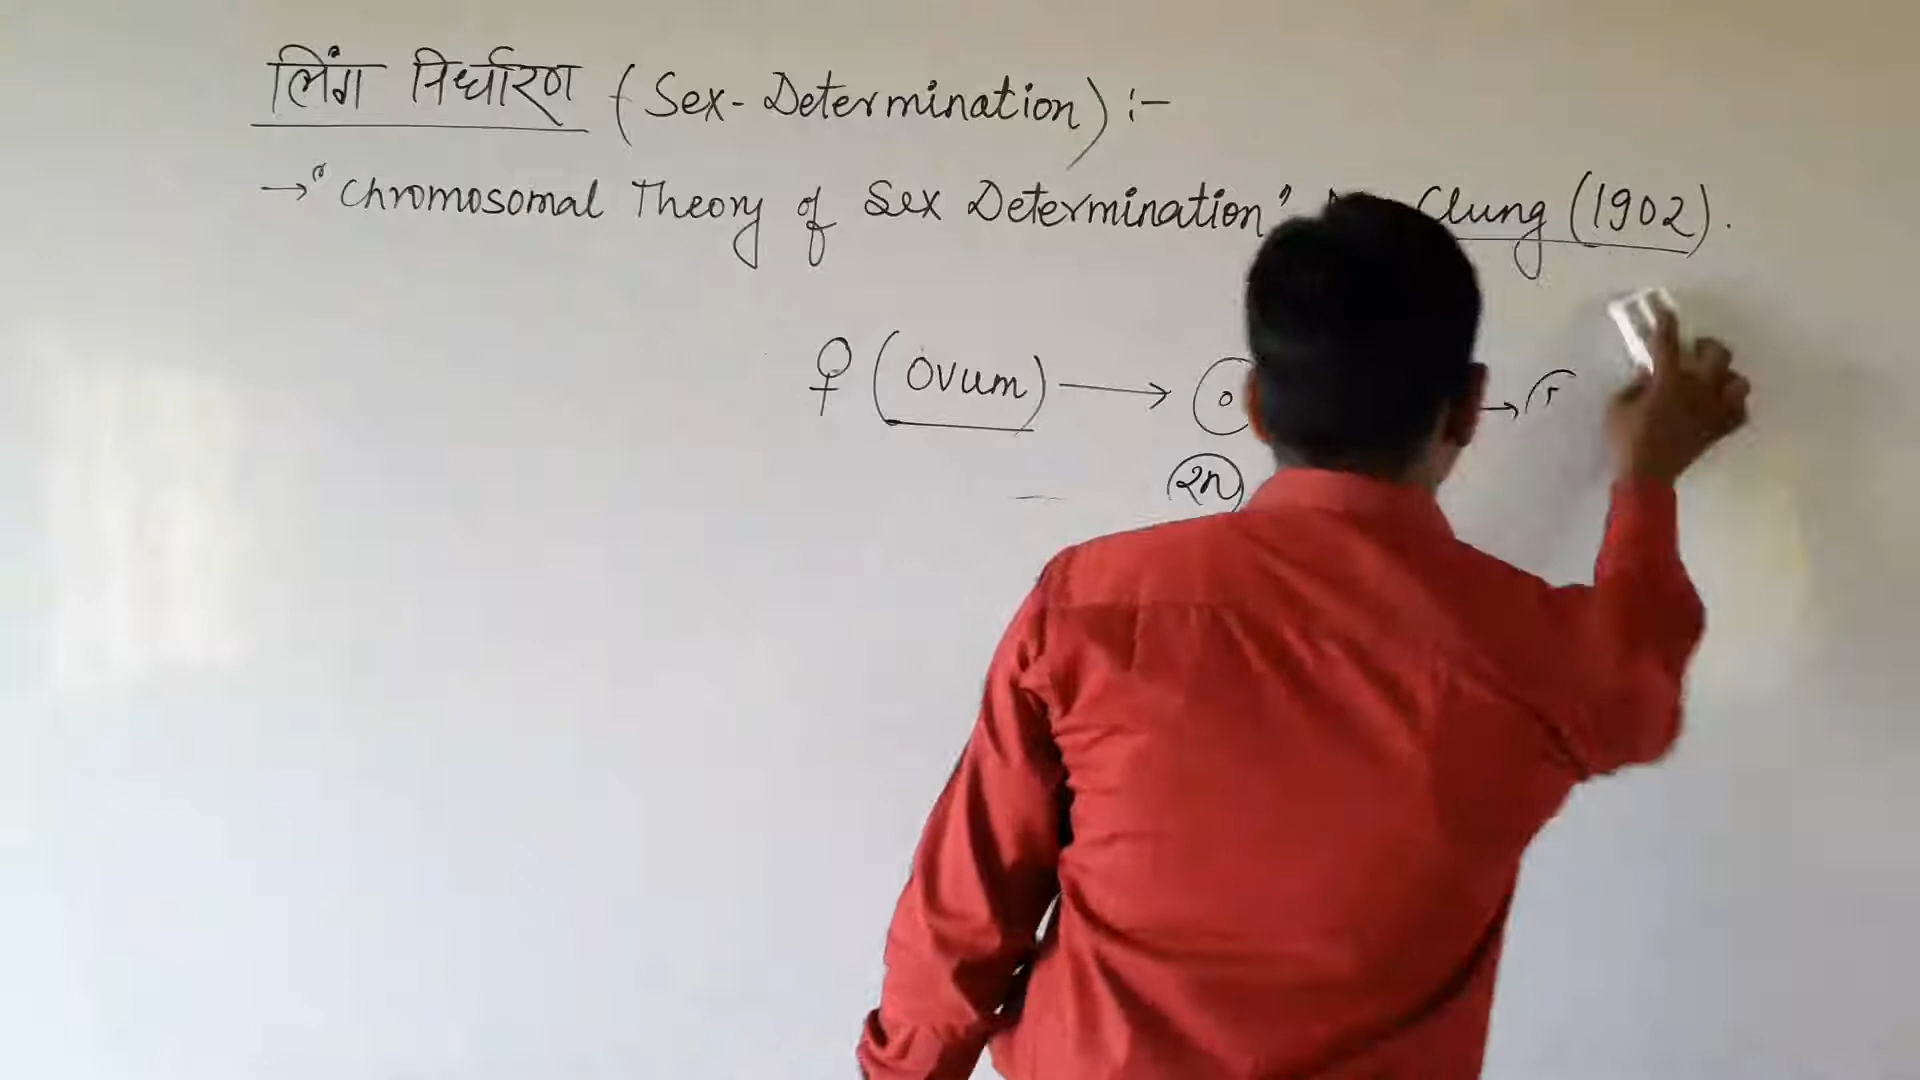 लिंग निर्धारण (Sex-Determination) :-
→ "Chromosomal Theory of Sex Determination" Clung (1902).
♀ (Ovum) → →
2n